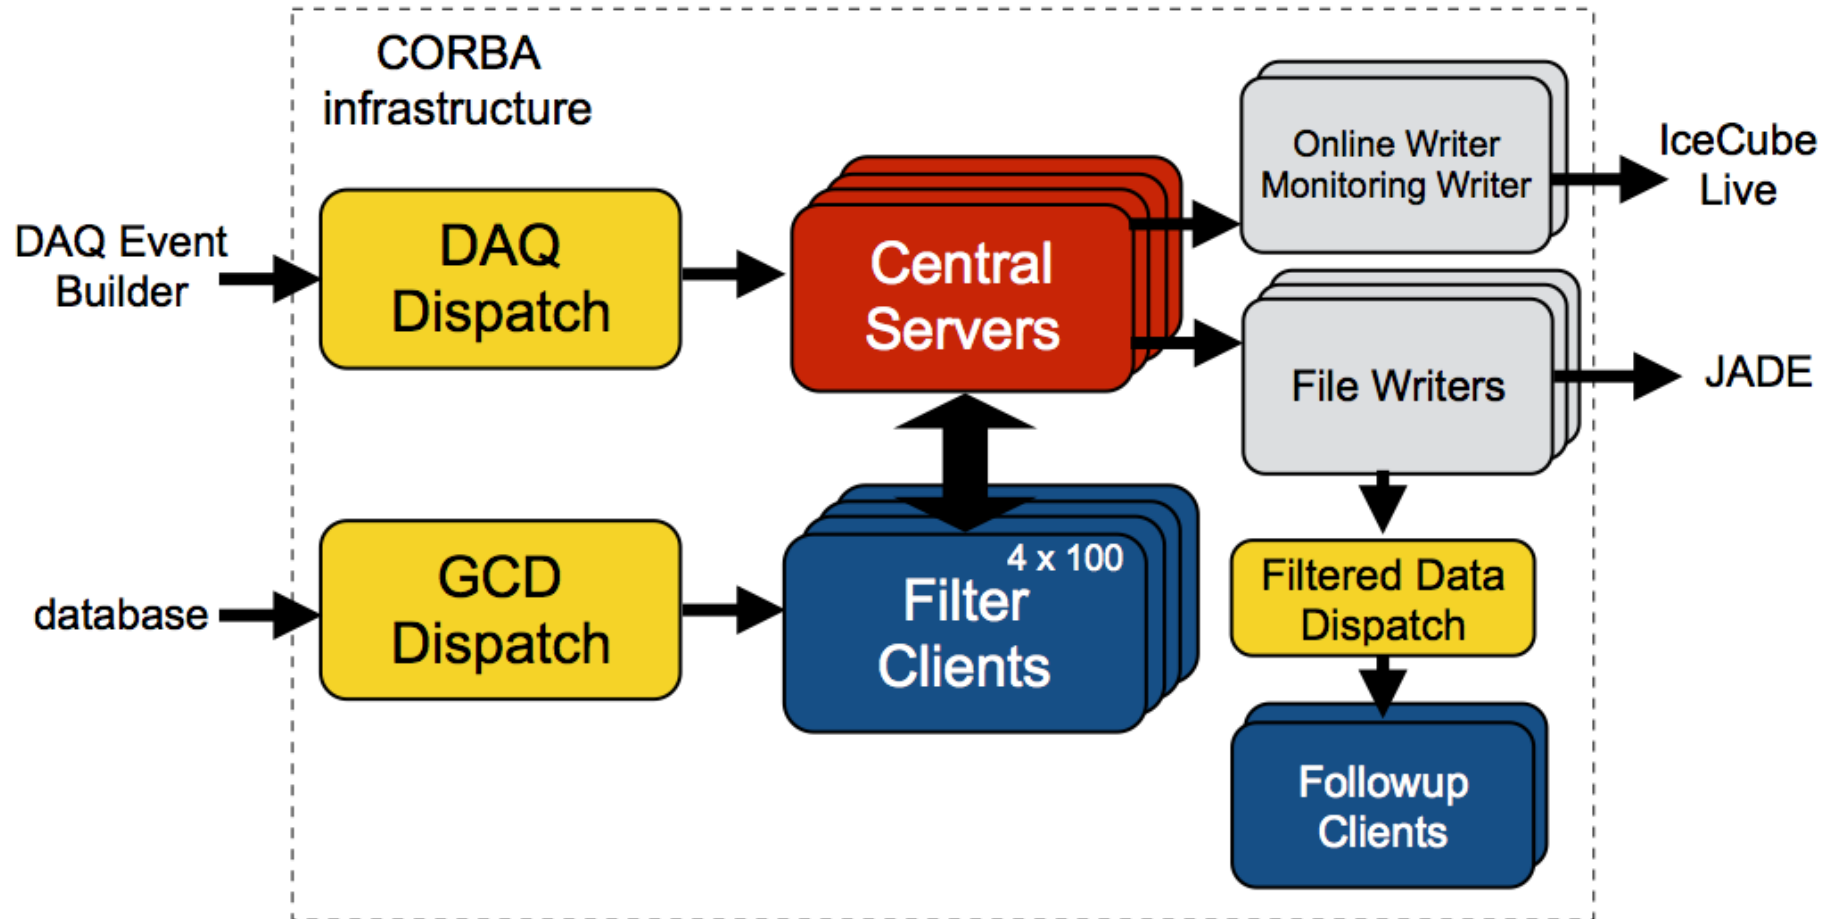 CORBA
infrastructure
DAQ Event
Builder
DAQ
Dispatch
Central
Servers
Online Writer
Monitoring Writer
IceCube
Live
File Writers
JADE
database
GCD
Dispatch
4 x 100
Filter
Clients
Filtered Data
Dispatch
Followup
Clients